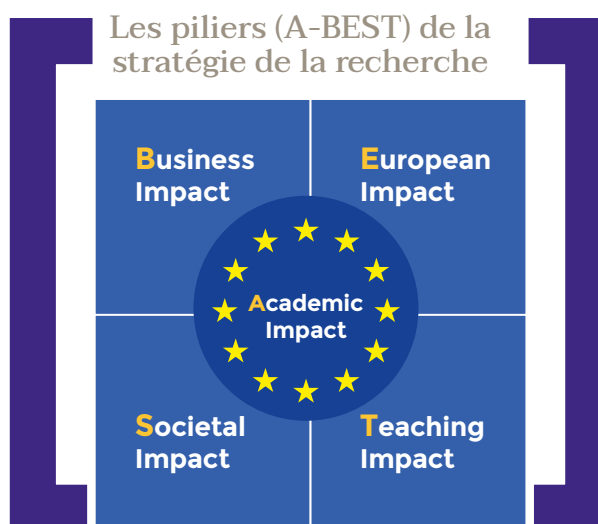 Les piliers (A-BEST) de la
stratégie de la recherche
Business
Impact
European
Impact
Academic
Impact
Societal
Impact
Teaching
Impact